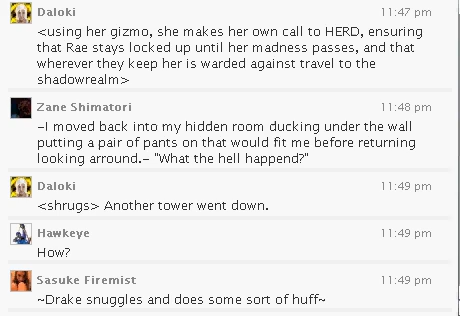 Daloki 11:47 pm
<using her gizmo, she makes her own call to HERD, ensuring
that Rae stays locked up until her madness passes, and that
wherever they keep her is warded against travel to the
shadowrealm>
Zane Shimatori 11:48 pm
~I moved back into my hidden room ducking under the wall
putting a pair of pants on that would fit me before returning
looking arround.~ "What the hell happend?"
Daloki 11:49 pm
<shrugs> Another tower went down.
Hawkeye 11:49 pm
How?
Sasuke Firemist 11:49 pm
~Drake snuggles and does some sort of huff~